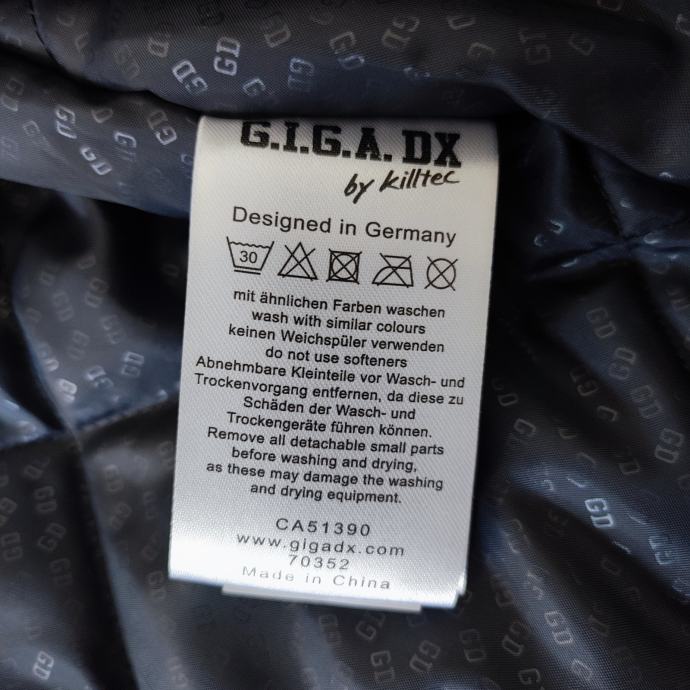 G.I.G.A. DX
by killtec
Designed in Germany
30
mit ähnlichen Farben waschen
wash with similar colours
keinen Weichspüler verwenden
do not use softeners
Abnehmbare Kleinteile vor Wasch- und
Trockenvorgang entfernen, da diese zu
Schäden der Wasch- und
Trockengeräte führen können.
Remove all detachable small parts
before washing and drying,
as these may damage the washing
and drying equipment.
CA51390
www.gigadx.com
70352
Made in China